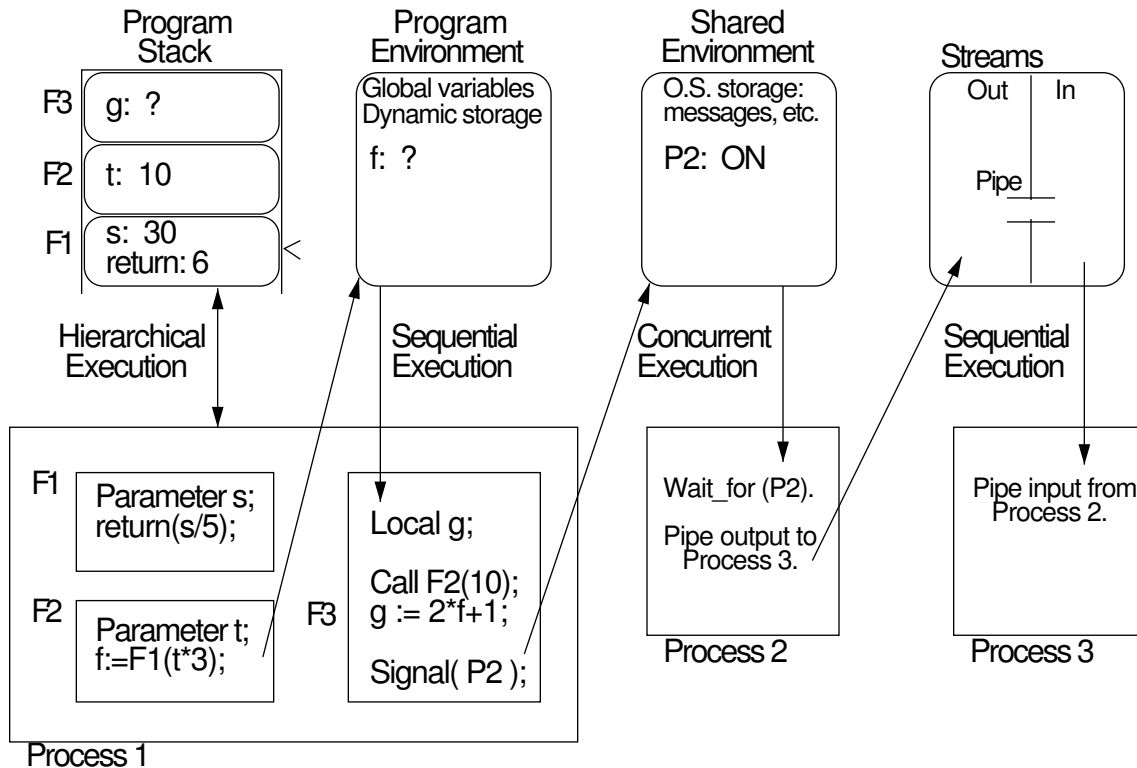 Program
Stack
Program
Environment
Shared
Environment
Streams
F3
g: ?
F2
t: 10
F1
s: 30
return: 6
Global variables
Dynamic storage
f: ?
O.S. storage:
messages, etc.
P2: ON
Out
In
Pipe
Hierarchical
Execution
Sequential
Execution
Concurrent
Execution
Sequential
Execution
F1
Parameter s;
return(s/5);
F2
Parameter t;
f:=F1(t*3);
F3
Local g;
Call F2(10);
g := 2*f+1;
Signal( P2 );
Process 1
Wait_for (P2).
Pipe output to
Process 3.
Process 2
Pipe input from
Process 2.
Process 3